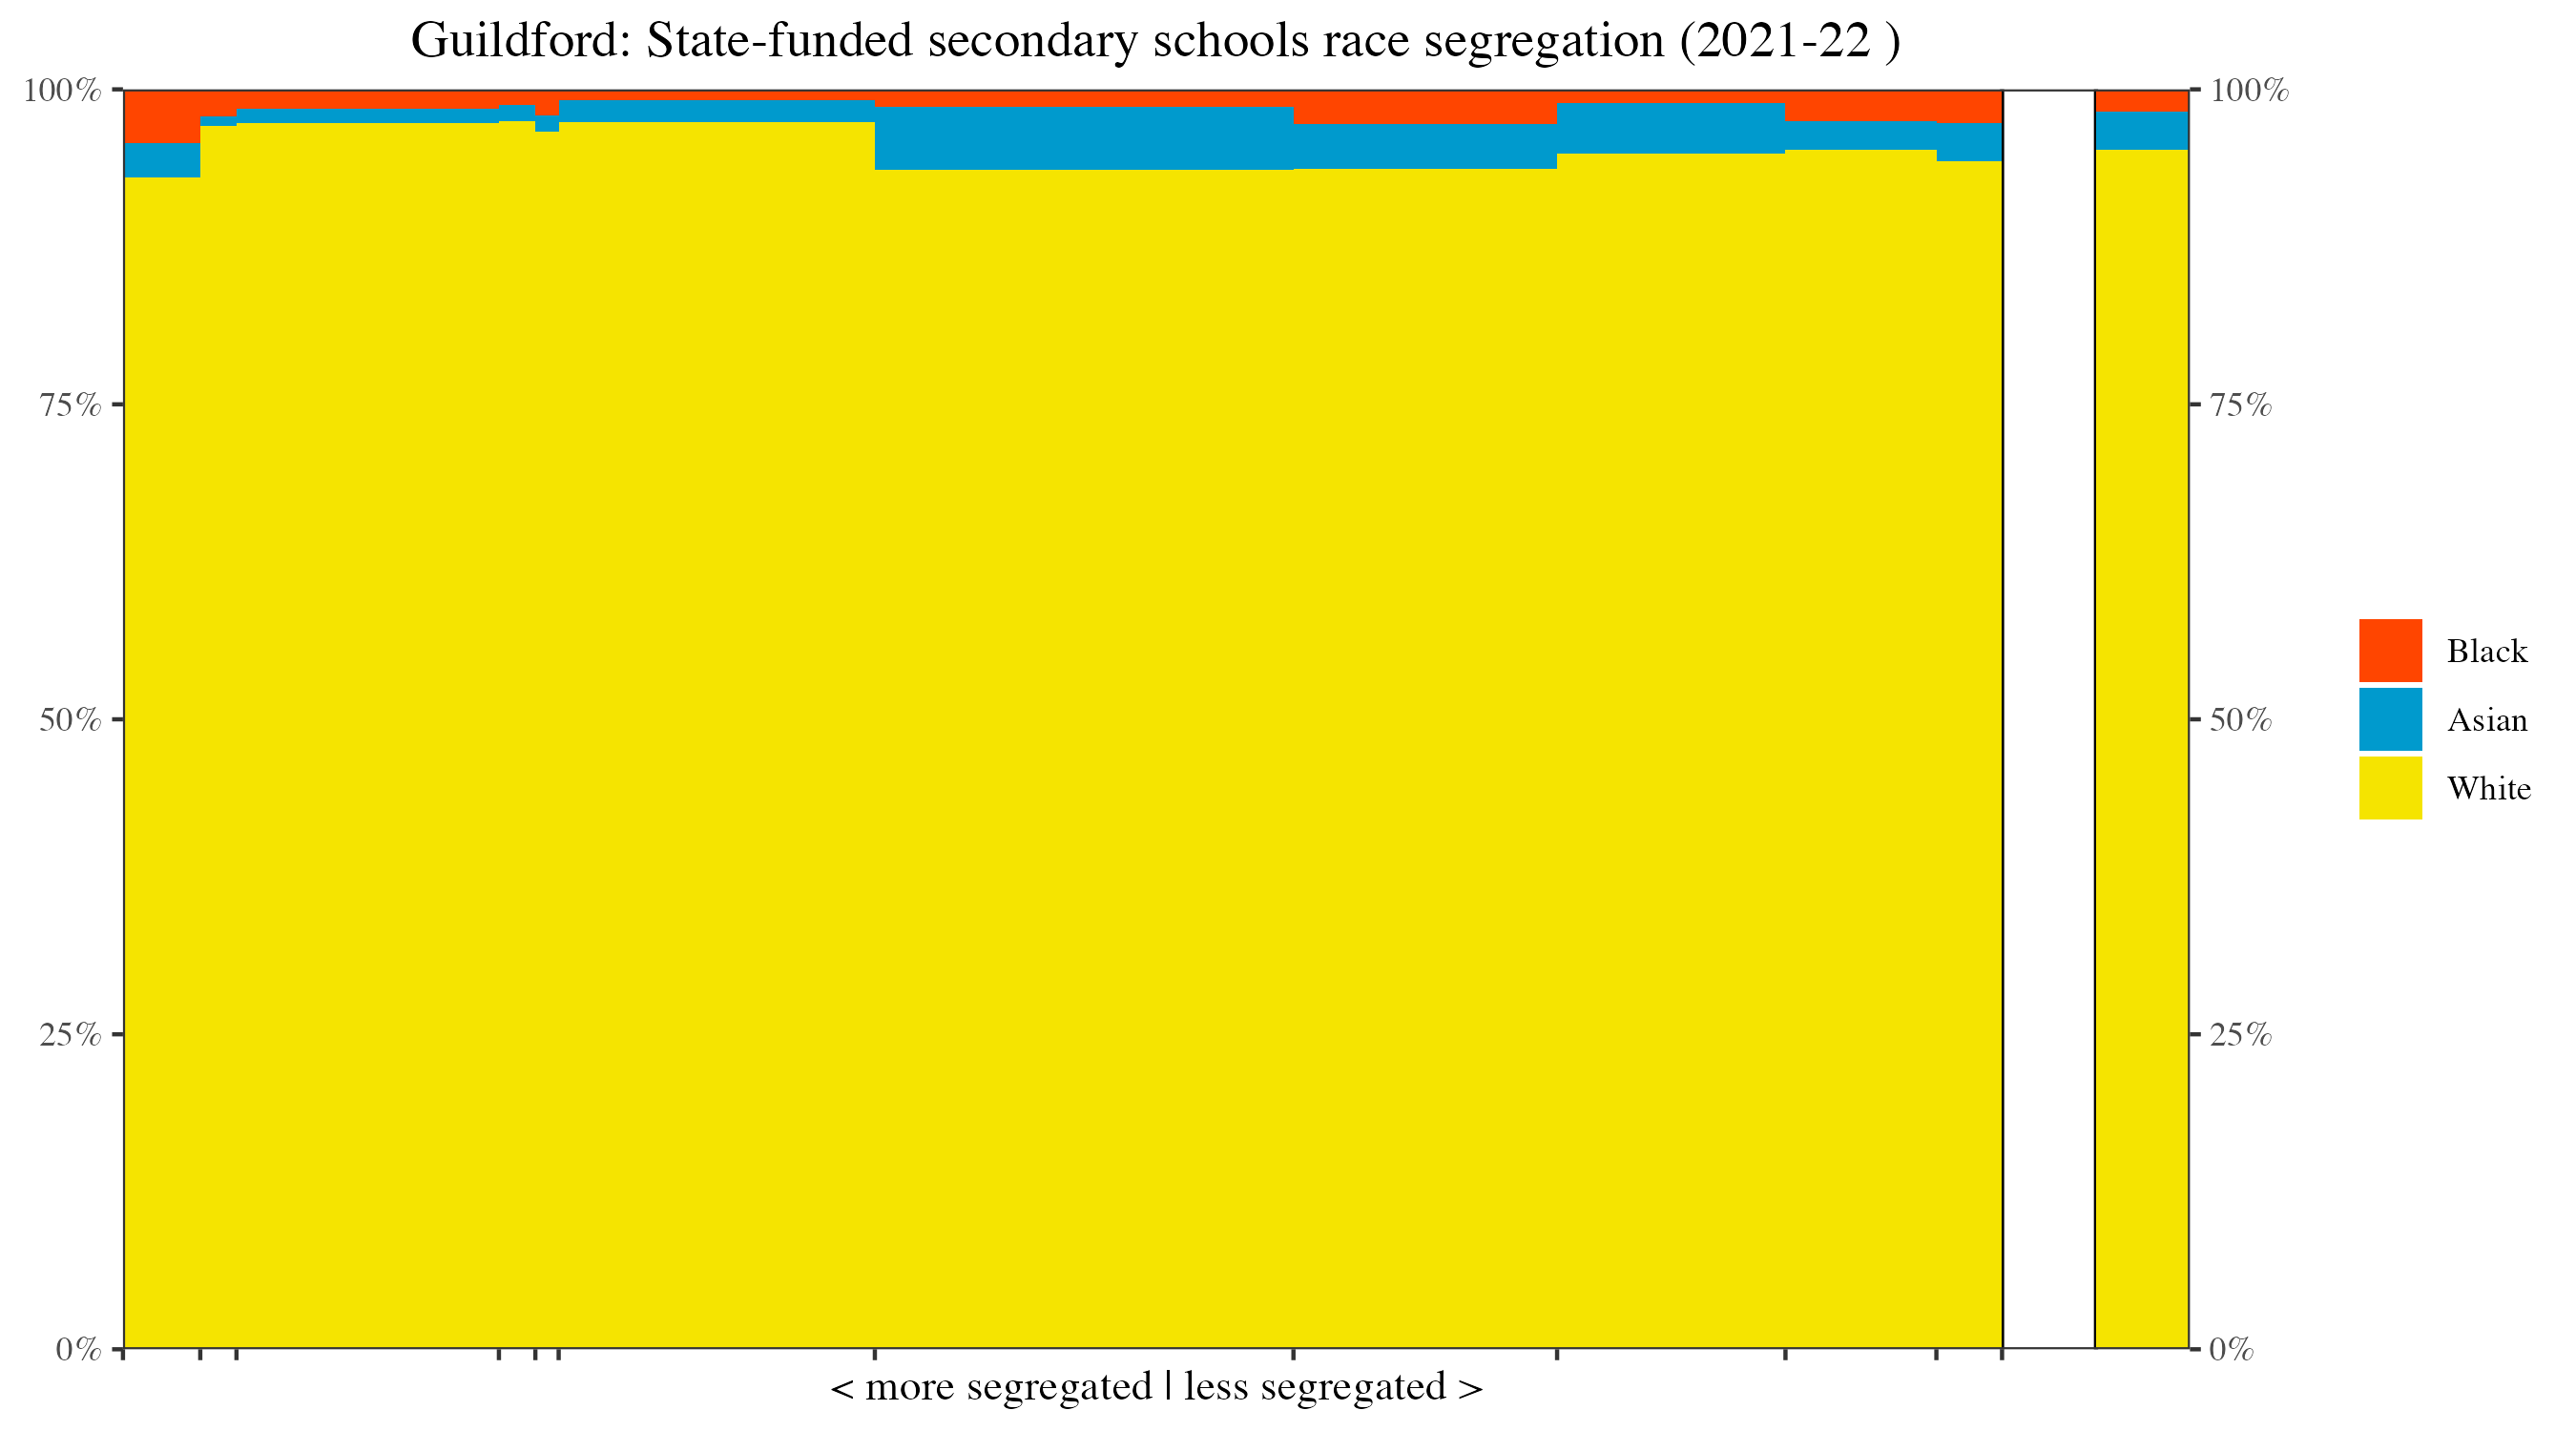 Guildford: State-funded secondary schools race segregation (2021-22 )
100%
75%
50%
25%
0%
100%
75%
50%
25%
0%
Black
Asian
White
< more segregated | less segregated >